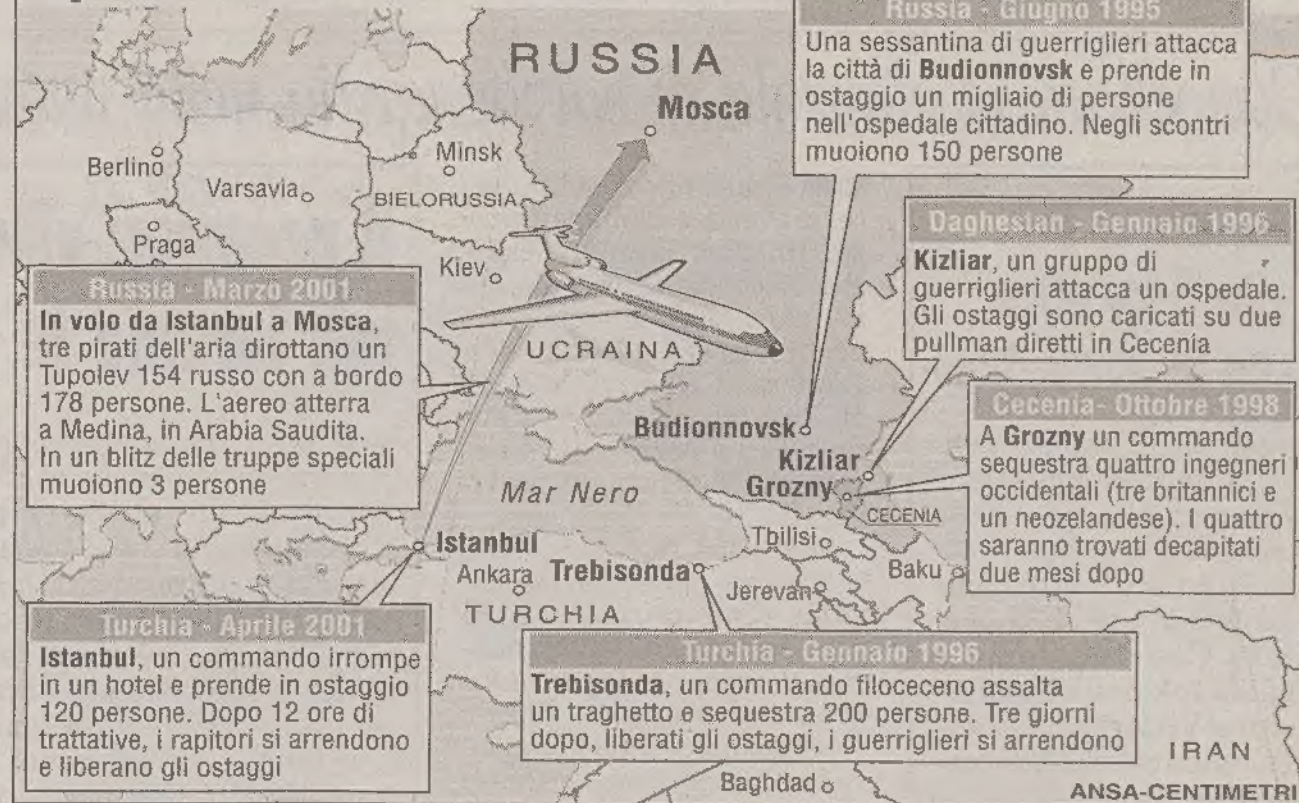 Russia - Giugno 1995
Una sessantina di guerriglieri attacca
la città di Budionnovsk e prende in
ostaggio un migliaio di persone
nell'ospedale cittadino. Negli scontri
muoiono 150 persone
RUSSIA
Mosca
Berlino
Minsk
Varsavia
BIELORUSSIA
Praga
Kiev
Daghestan - Gennaio 1996
Kizliar, un gruppo di
guerriglieri attacca un ospedale.
Gli ostaggi sono caricati su due
pullman diretti in Cecenia
Russia - Marzo 2001
In volo da Istanbul a Mosca,
tre pirati dell'aria dirottano un
Tupolev 154 russo con a bordo
178 persone. L'aereo atterra
a Medina, in Arabia Saudita.
In un blitz delle truppe speciali
muoiono 3 persone
UCRAINA
Budionnovsk
Kizliar
Grozny
CECENIA
Cecenia- Ottobre 1998
A Grozny un commando
sequestra quattro ingegneri
occidentali (tre britannici e
un neozelandese). I quattro
saranno trovati decapitati
due mesi dopo
Mar Nero
Istanbul
Ankara
Trebisonda
Tbilisi
Jerevan
Baku
TURCHIA
Turchia - Aprile 2001
Istanbul, un commando irrompe
in un hotel e prende in ostaggio
120 persone. Dopo 12 ore di
trattative, i rapitori si arrendono
e liberano gli ostaggi
Turchia - Gennaio 1996
Trebisonda, un commando filoceceno assalta
un traghetto e sequestra 200 persone. Tre giorni
dopo, liberati gli ostaggi, i guerriglieri si arrendono
Baghdad
IRAN
ANSA-CENTIMETRI